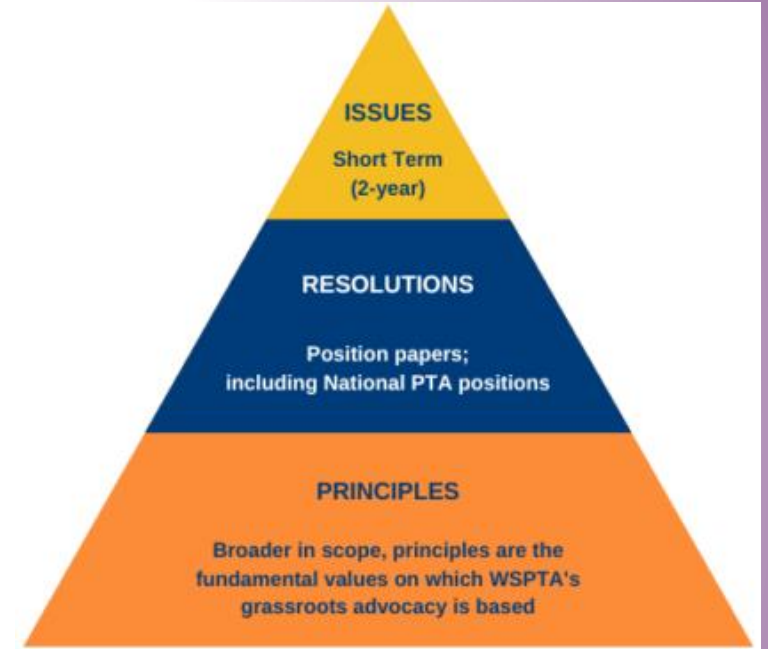 ISSUES
Short Term
(2-year)
RESOLUTIONS
Position papers;
including National PTA positions
PRINCIPLES
Broader in scope, principles are the
fundamental values on which WSPTA's
grassroots advocacy is based